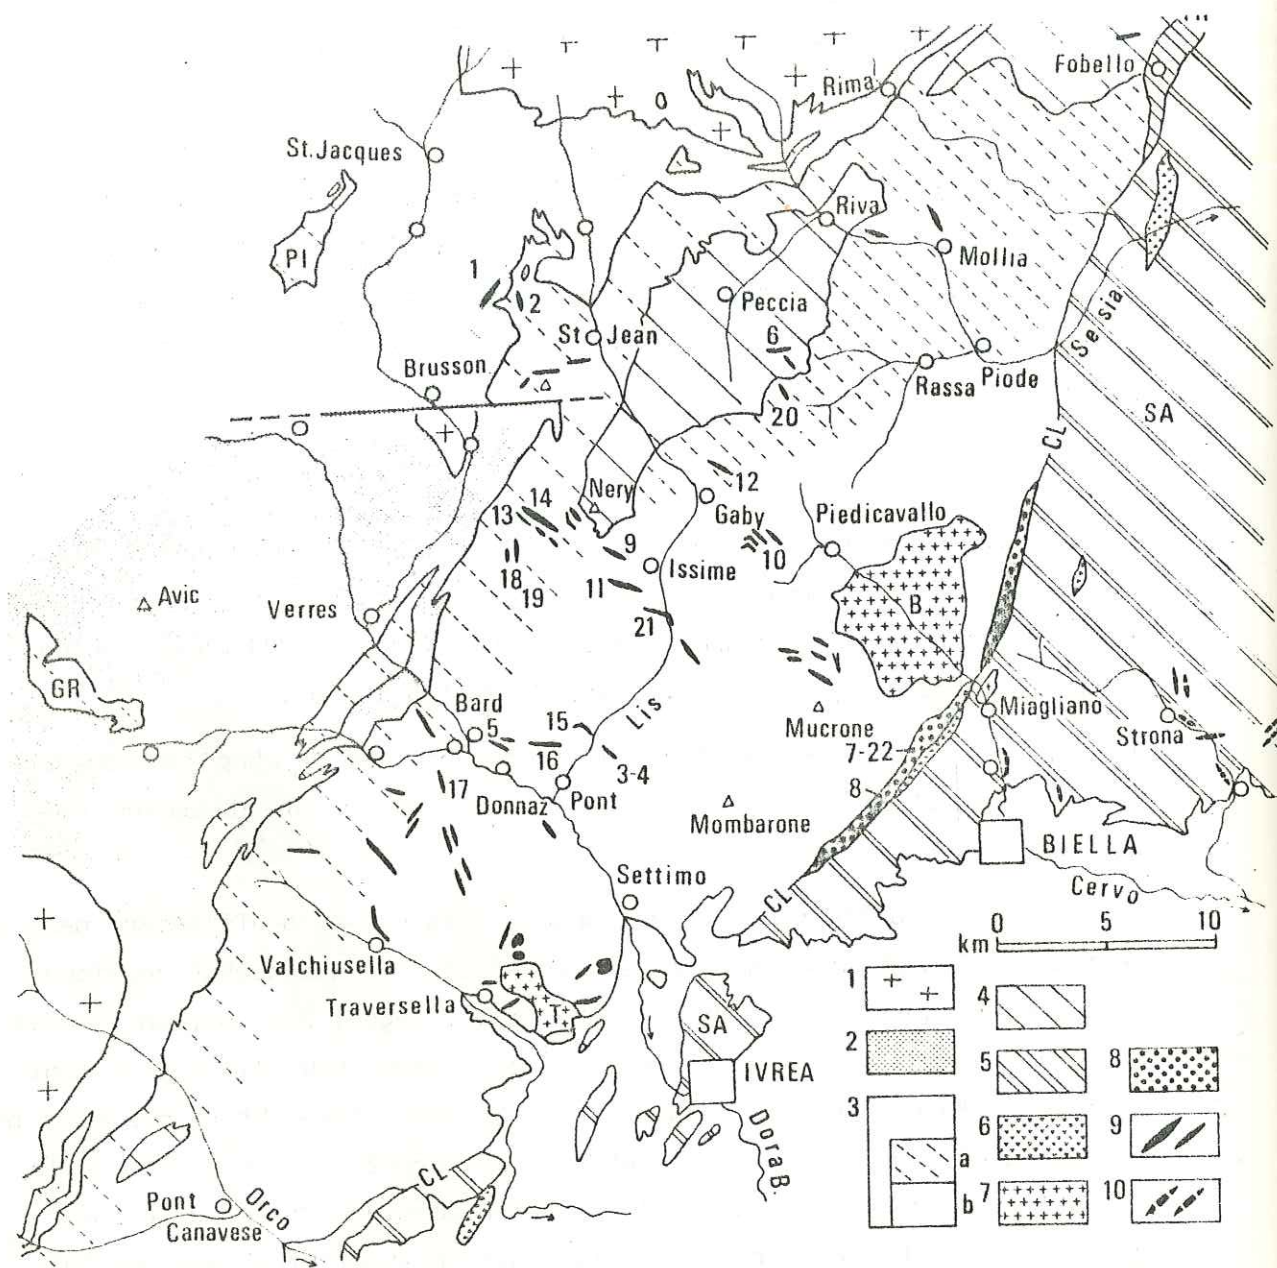 Fobello
Rima
St.Jacques
Riva
PI
Mollia
1
2
Peccia
Sesia
St Jean
6
Brusson
Rassa Piode
SA
20
CL
12
Nery
13 14
Gaby
Piedicavallo
9
10
Issime
18
11
19
Avic
Verres
B
21
GR
Bard
Lis
5
15
Miagliano
Mucrone
Strona
16
3-4
7-22
17
8
Donnaz
Pont
Mombarone
BIELLA
Settimo
Cervo
CL
0 5 10
km
Valchiusella
Traversella
T
SA
IVREA
Dora B.
CL
Pont
Canavese
Orco
1
2
3
a
b
4
5
6
7
8
9
10